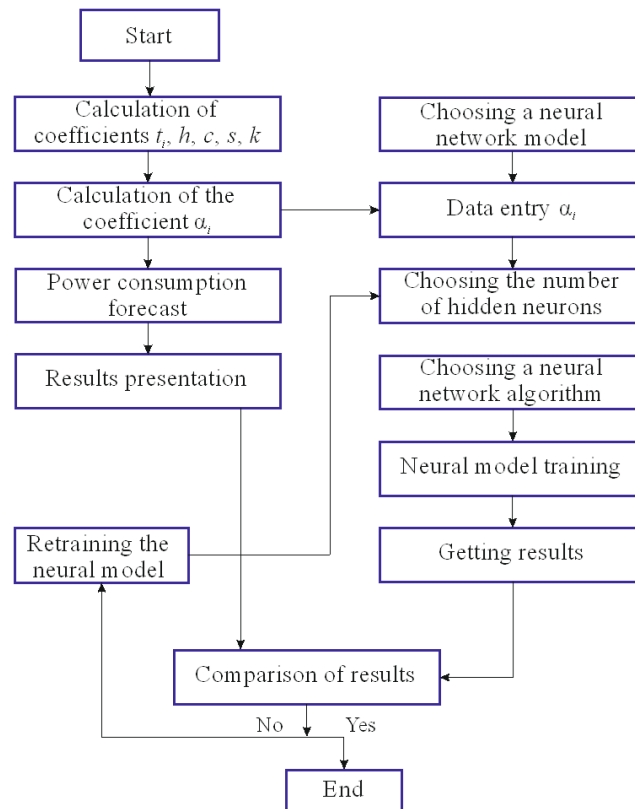 Start
Calculation of
coefficients tᵢ, h, c, s, k
Calculation of the
coefficient αᵢ
Power consumption
forecast
Results presentation
Retraining the
neural model
Choosing a neural
network model
Data entry αᵢ
Choosing the number
of hidden neurons
Choosing a neural
network algorithm
Neural model training
Getting results
Comparison of results
No
Yes
End